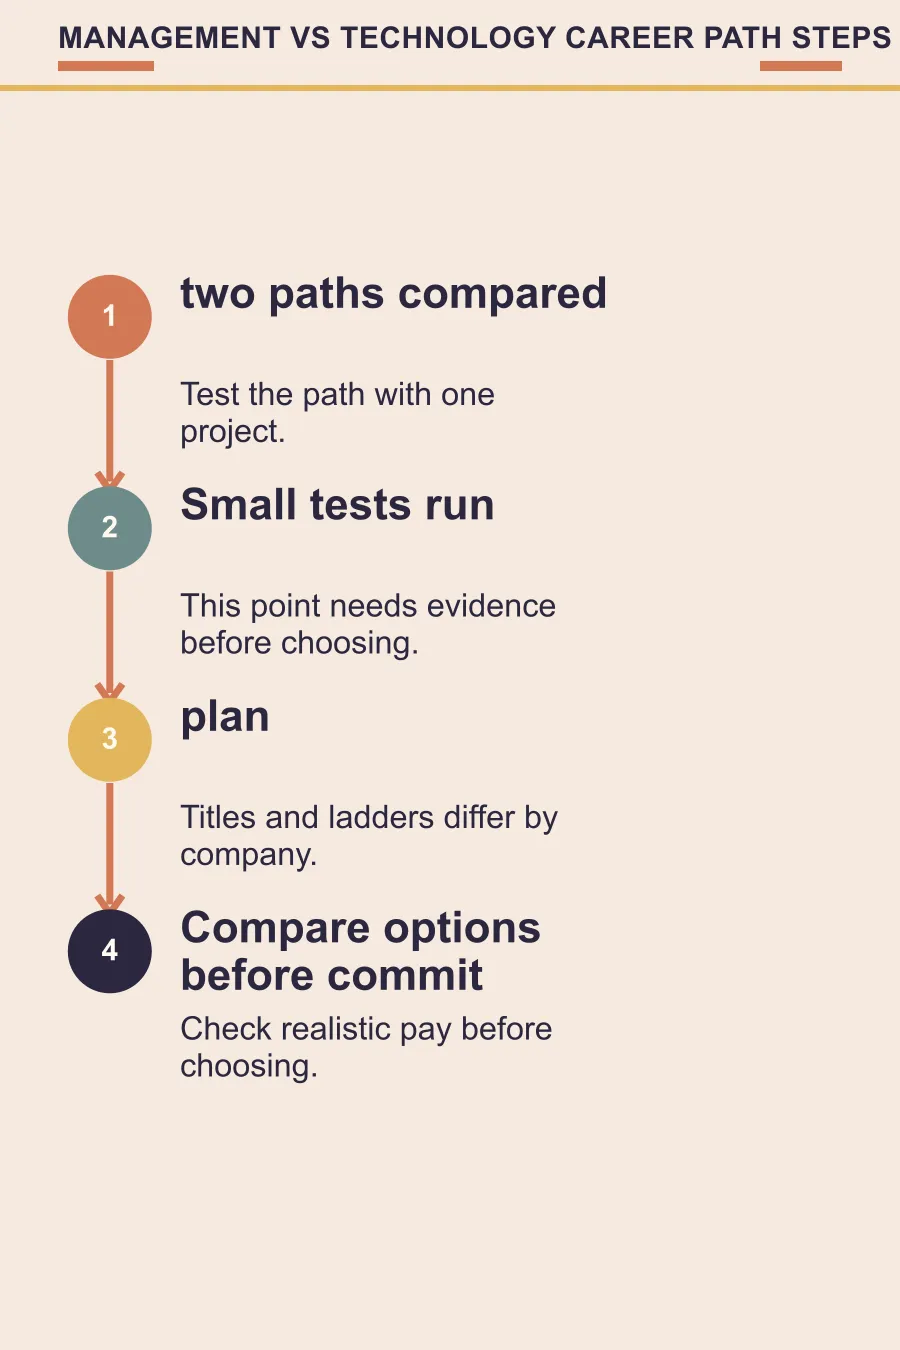 MANAGEMENT VS TECHNOLOGY CAREER PATH STEPS
1
two paths compared
Test the path with one
project.
2
Small tests run
This point needs evidence
before choosing.
3
plan
Titles and ladders differ by
company.
4
Compare options
before commit
Check realistic pay before
choosing.